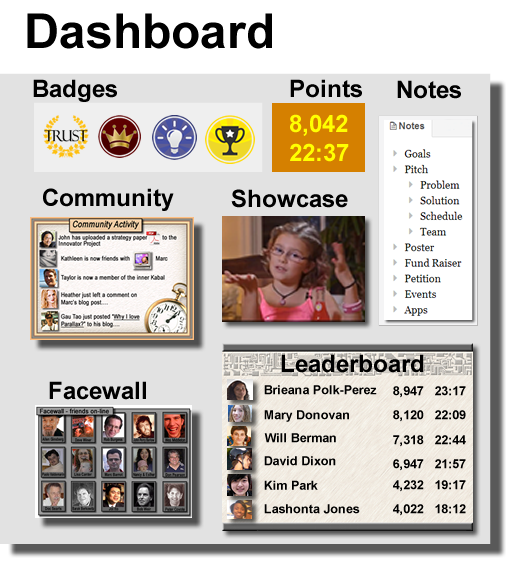 Dashboard
Badges
Points
Notes
TRUST
8,042
22:37
Notes
Goals
Pitch
Problem
Solution
Schedule
Team
Poster
Fund Raiser
Petition
Events
Apps
Community
Community Activity
John has uploaded a strategy paper to the
Innovator Project
Kathleen is now friends with Marc
Taylor is now a member of the inner Kabal
Heather just left a comment on
Marc's blog post....
Gau Tao just posted "Why I love
Parallax?" to his blog....
Showcase
Facewall
Facewall - friends on-line
Leaderboard
Brieana Polk-Perez 8,947 23:17
Mary Donovan 8,120 22:09
Will Berman 7,318 22:44
David Dixon 6,947 21:57
Kim Park 4,232 19:17
Lashonta Jones 4,022 18:12